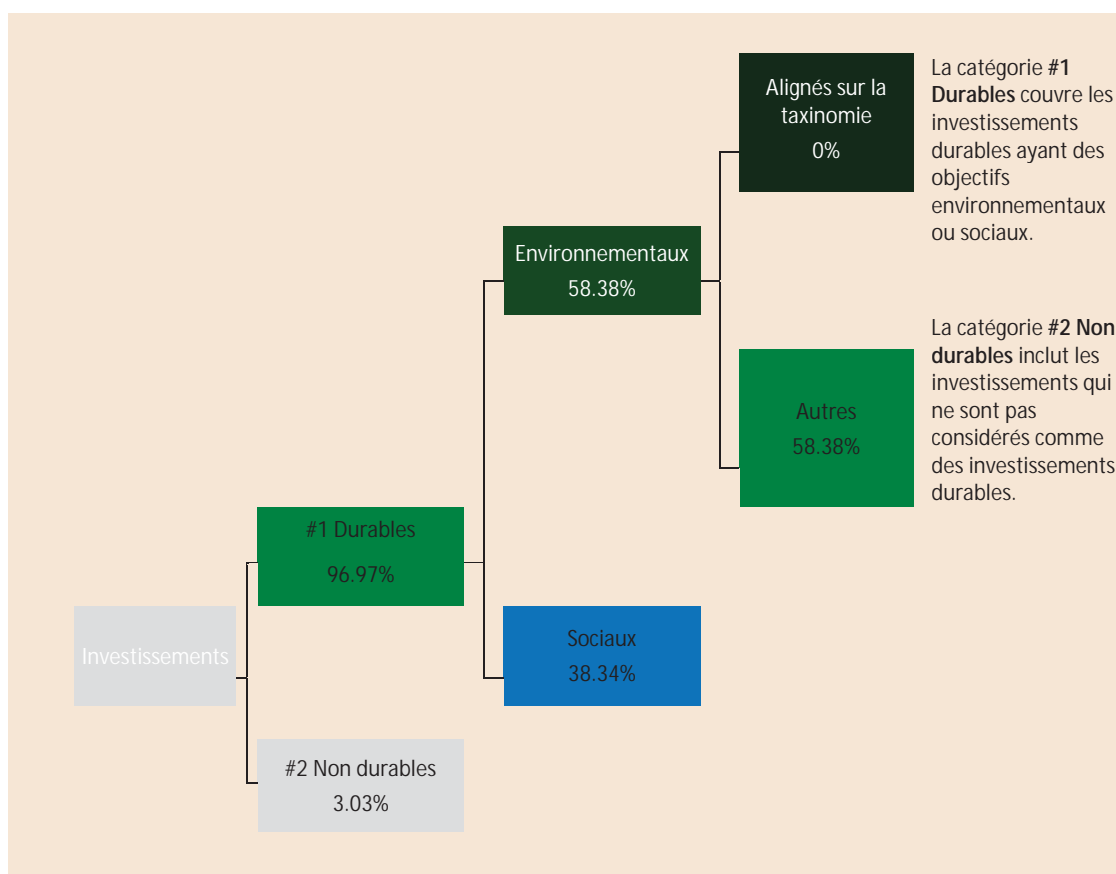 Alignés sur la
taxinomie
0%
La catégorie #1
Durables couvre les
investissements
durables ayant des
objectifs
environnementaux
ou sociaux.
Environnementaux
58.38%
La catégorie #2 Non
durables inclut les
investissements qui
ne sont pas
considérés comme
des investissements
durables.
Autres
58.38%
#1 Durables
96.97%
Investissements
Sociaux
38.34%
#2 Non durables
3.03%